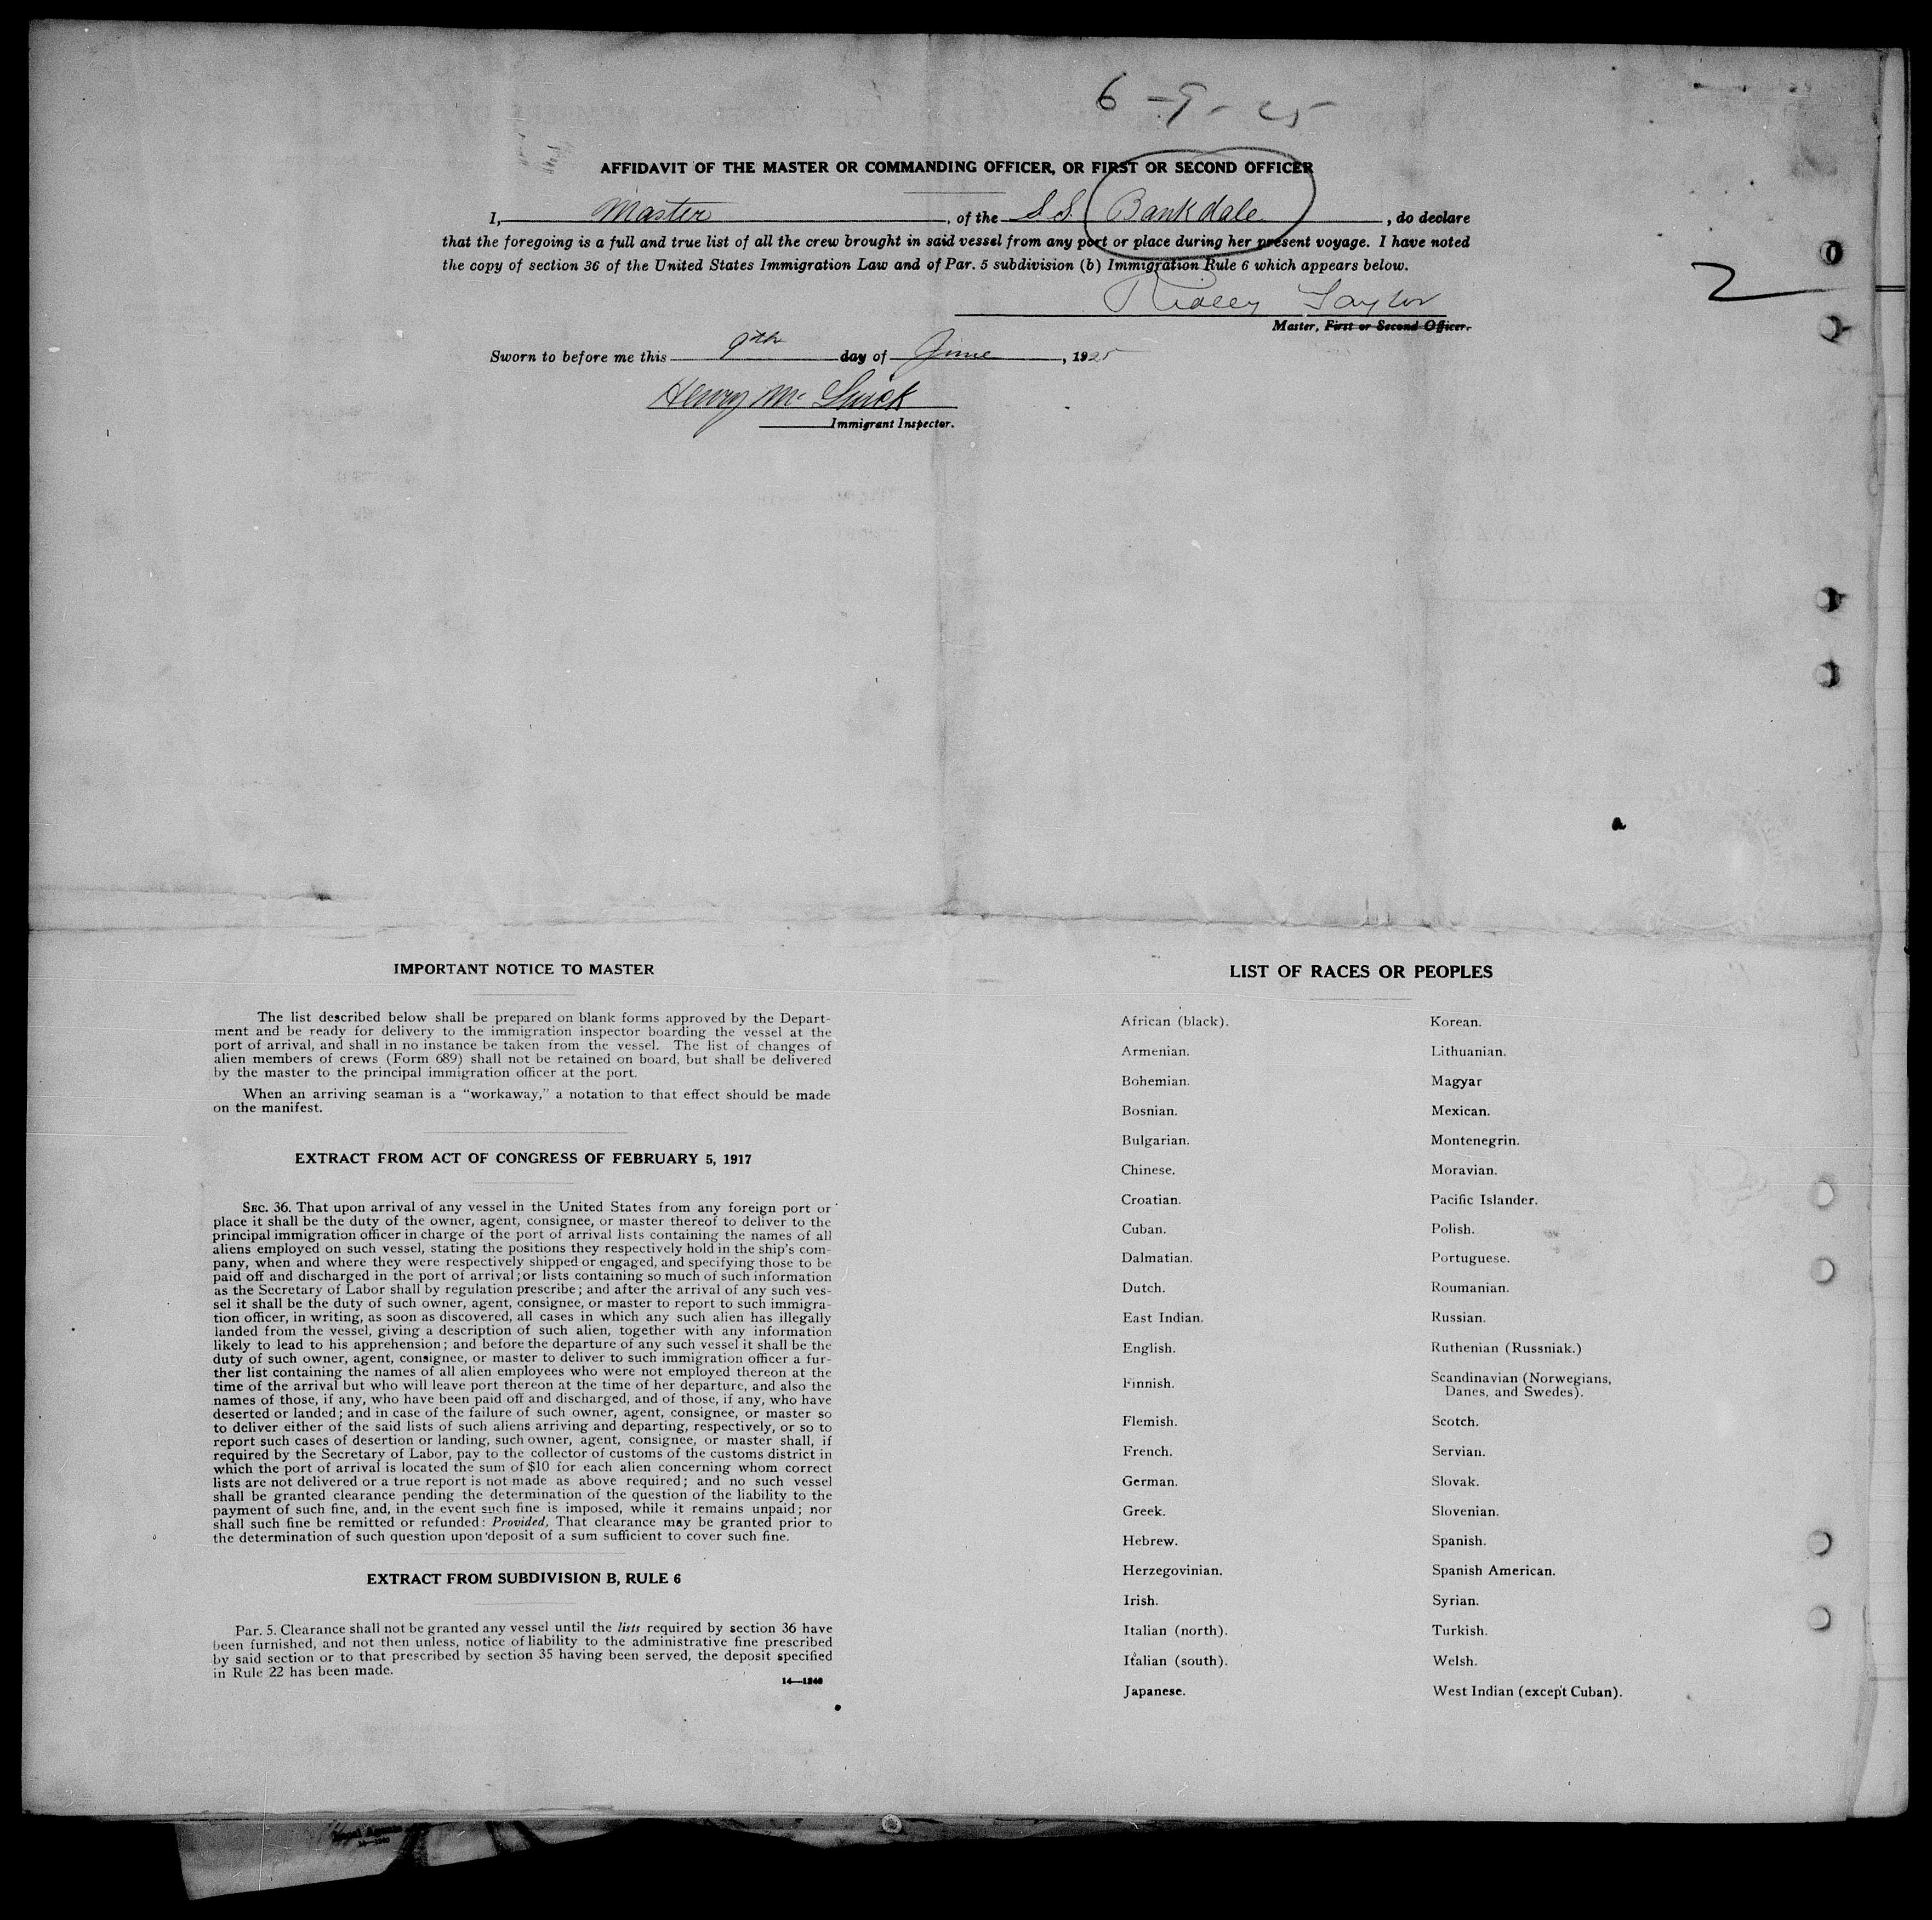 6-9-25
AFFIDAVIT OF THE MASTER OR COMMANDING OFFICER, OR FIRST OR SECOND OFFICER
I, Master, of the S.S. Bankdale, do declare
that the foregoing is a full and true list of all the crew brought in said vessel from any port or place during her present voyage. I have noted
the copy of section 36 of the United States Immigration Law and of Par. 5 subdivision (b) Immigration Rule 6 which appears below.
Ridley Taylor
Master, First or Second Officer.
2
Sworn to before me this 9th day of June, 1925
Henry Mc
Immigrant Inspector.
IMPORTANT NOTICE TO MASTER
The list described below shall be prepared on blank forms approved by the Depart-
ment and be ready for delivery to the immigration inspector boarding the vessel at the
port of arrival, and shall in no instance be taken from the vessel. The list of changes of
alien members of crews (Form 689) shall not be retained on board, but shall be delivered
by the master to the principal immigration officer at the port.
When an arriving seaman is a “workaway,” a notation to that effect should be made
on the manifest.
EXTRACT FROM ACT OF CONGRESS OF FEBRUARY 5, 1917
SEC. 36. That upon arrival of any vessel in the United States from any foreign port or
place it shall be the duty of the owner, agent, consignee, or master thereof to deliver to the
principal immigration officer in charge of the port of arrival lists containing the names of all
aliens employed on such vessel, stating the positions they respectively hold in the ship's com-
pany, when and where they were respectively shipped or engaged, and specifying those to be
paid off and discharged in the port of arrival; or lists containing so much of such information
as the Secretary of Labor shall by regulation prescribe; and after the arrival of any such ves-
sel it shall be the duty of such owner, agent, consignee, or master to report to such immigra-
tion officer, in writing, as soon as discovered, all cases in which any such alien has illegally
landed from the vessel, giving a description of such alien, together with any information
likely to lead to his apprehension; and before the departure of any such vessel it shall be the
duty of such owner, agent, consignee, or master to deliver to such immigration officer a fur-
ther list containing the names of all alien employees who were not employed thereon at the
time of the arrival but who will leave port thereon at the time of her departure, and also the
names of those, if any, who have been paid off and discharged, and of those, if any, who have
deserted or landed; and in case of the failure of such owner, agent, consignee, or master so
to deliver either of the said lists of such aliens arriving and departing, respectively, or so to
report such cases of desertion or landing, such owner, agent, consignee, or master shall, if
required by the Secretary of Labor, pay to the collector of customs of the customs district in
which the port of arrival is located the sum of $10 for each alien concerning whom correct
lists are not delivered or a true report is not made as above required; and no such vessel
shall be granted clearance pending the determination of the question of the liability to the
payment of such fine, and, in the event such fine is imposed, while it remains unpaid; nor
shall such fine be remitted or refunded: Provided, That clearance may be granted prior to
the determination of such question upon deposit of a sum sufficient to cover such fine.
EXTRACT FROM SUBDIVISION B, RULE 6
Par. 5. Clearance shall not be granted any vessel until the lists required by section 36 have
been furnished, and not then unless, notice of liability to the administrative fine prescribed
by said section or to that prescribed by section 35 having been served, the deposit specified
in Rule 22 has been made.
14—1240
LIST OF RACES OR PEOPLES
African (black).
Armenian.
Bohemian.
Bosnian.
Bulgarian.
Chinese.
Croatian.
Cuban.
Dalmatian.
Dutch.
East Indian.
English.
Finnish.
Flemish.
French.
German.
Greek.
Hebrew.
Herzegovinian.
Irish.
Italian (north).
Italian (south).
Japanese.
Korean.
Lithuanian.
Magyar
Mexican.
Montenegrin.
Moravian.
Pacific Islander.
Polish.
Portuguese.
Roumanian.
Russian.
Ruthenian (Russniak.)
Scandinavian (Norwegians,
Danes, and Swedes).
Scotch.
Servian.
Slovak.
Slovenian.
Spanish.
Spanish American.
Syrian.
Turkish.
Welsh.
West Indian (except Cuban).